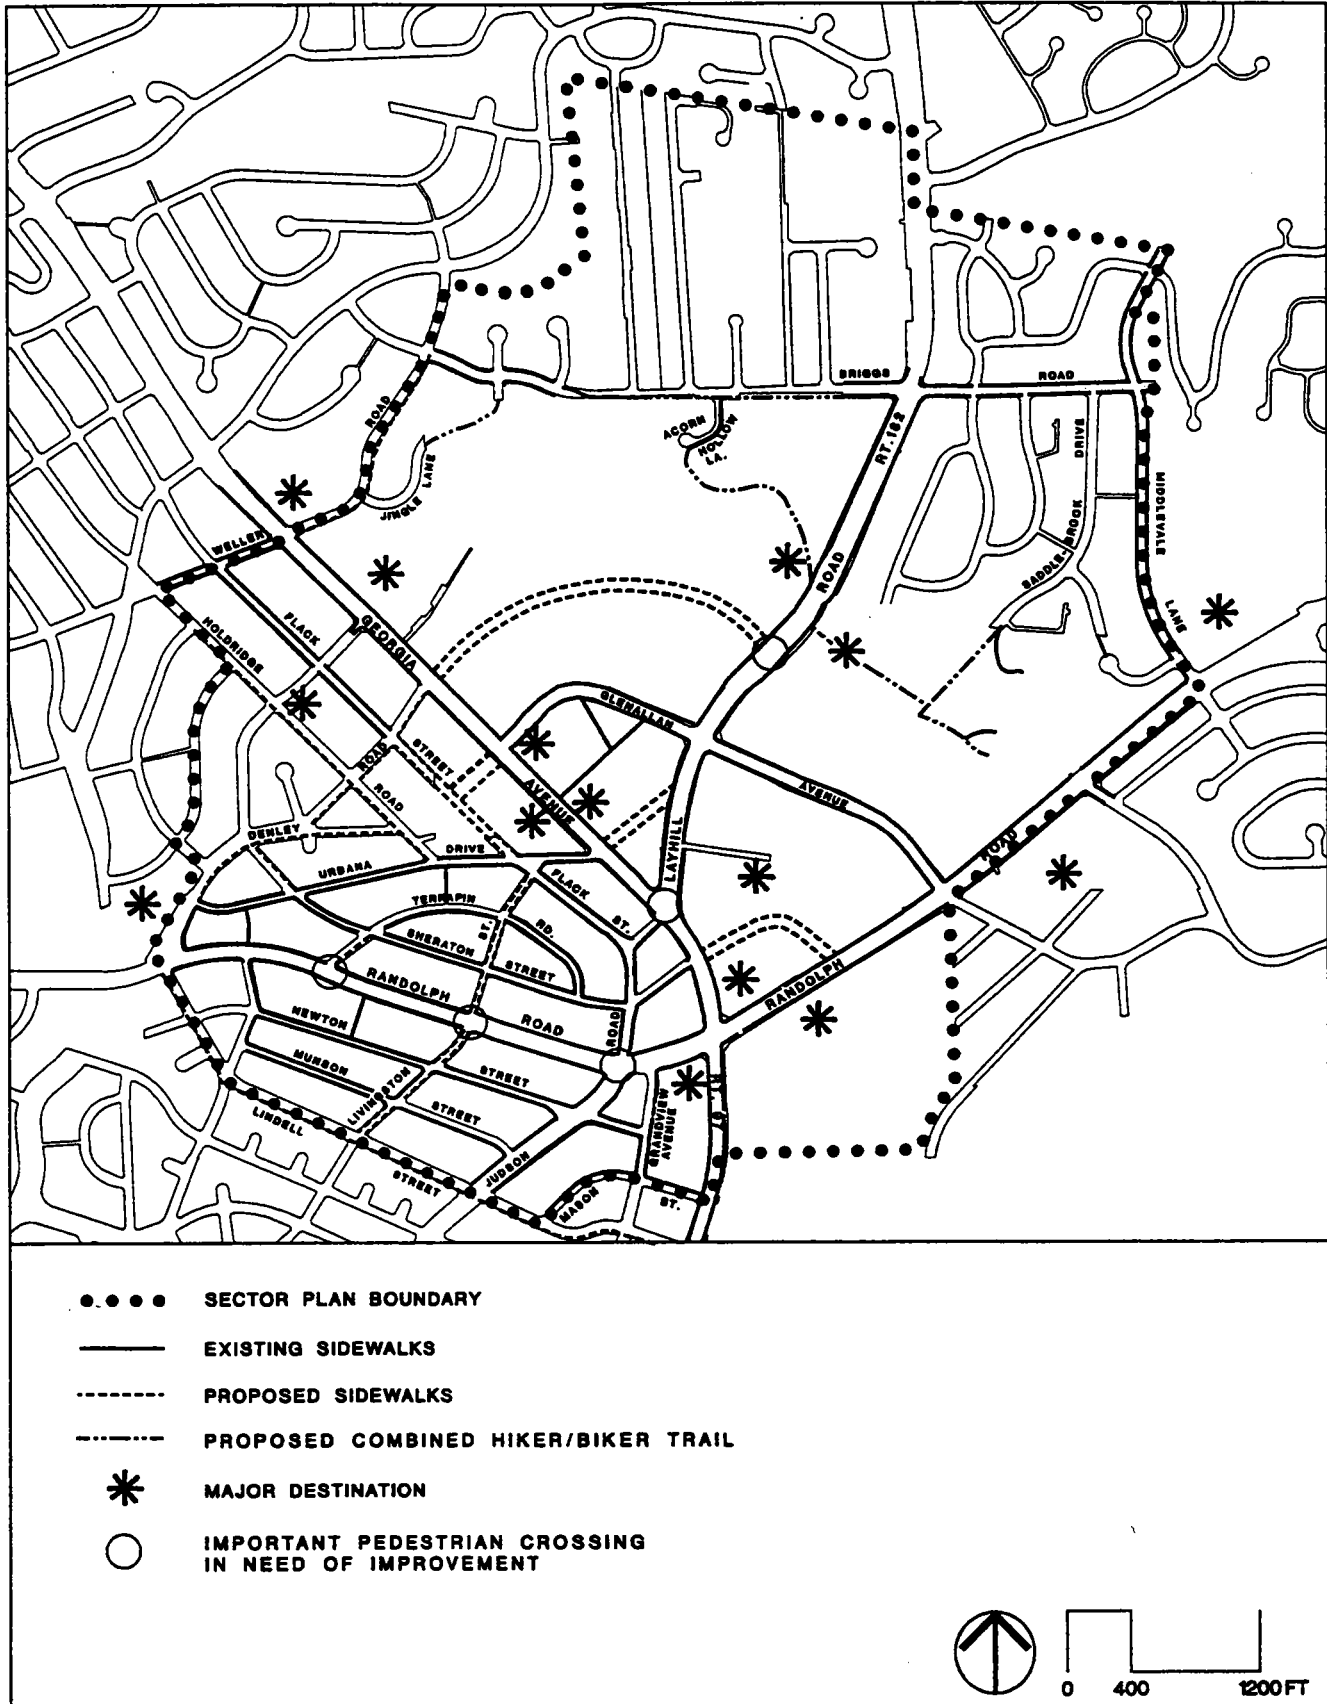 BRIGGS
ROAD
ROAD
ACORN
HOLLOW
LA.
RT. 182
DRIVE
JINGLE LANE
MIDDLEVALE
WELLER
SADDLE-BROOK
ROAD
FLACK
GEORGIA
LANE
HOLDRIDGE
GLENALLAN
STREET
ROAD
AVENUE
AVENUE
ROAD
DENLEY
DRIVE
LAYHILL
ROAD
URBANA
FLACK
ST.
TERRAPIN
RD.
ST.
SHERATON
STREET
RANDOLPH
RANDOLPH
ROAD
ROAD
NEWTON
MUNSON
STREET
LIVINGSTON
STREET
GRANDVIEW
AVENUE
RT. 97
LINDELL
STREET
JUDSON
MASON
ST.
SECTOR PLAN BOUNDARY
EXISTING SIDEWALKS
PROPOSED SIDEWALKS
PROPOSED COMBINED HIKER/BIKER TRAIL
MAJOR DESTINATION
IMPORTANT PEDESTRIAN CROSSING
IN NEED OF IMPROVEMENT
0 400 1200 FT